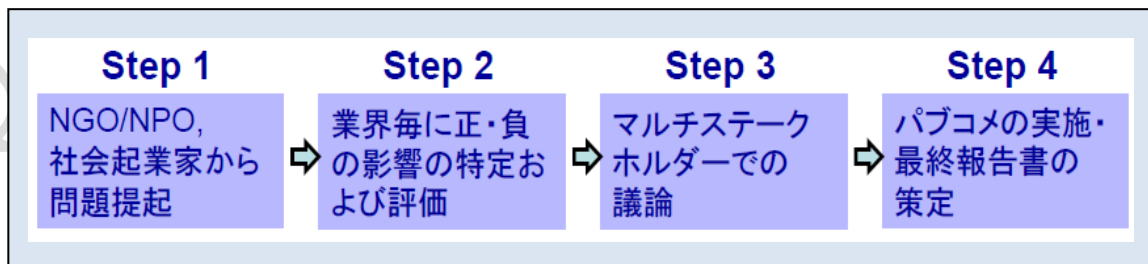 Step 1
NGO/NPO,
社会起業家から
問題提起
Step 2
業界毎に正・負
の影響の特定お
よび評価
Step 3
マルチステーク
ホルダーでの
議論
Step 4
パブコメの実施・
最終報告書の
策定